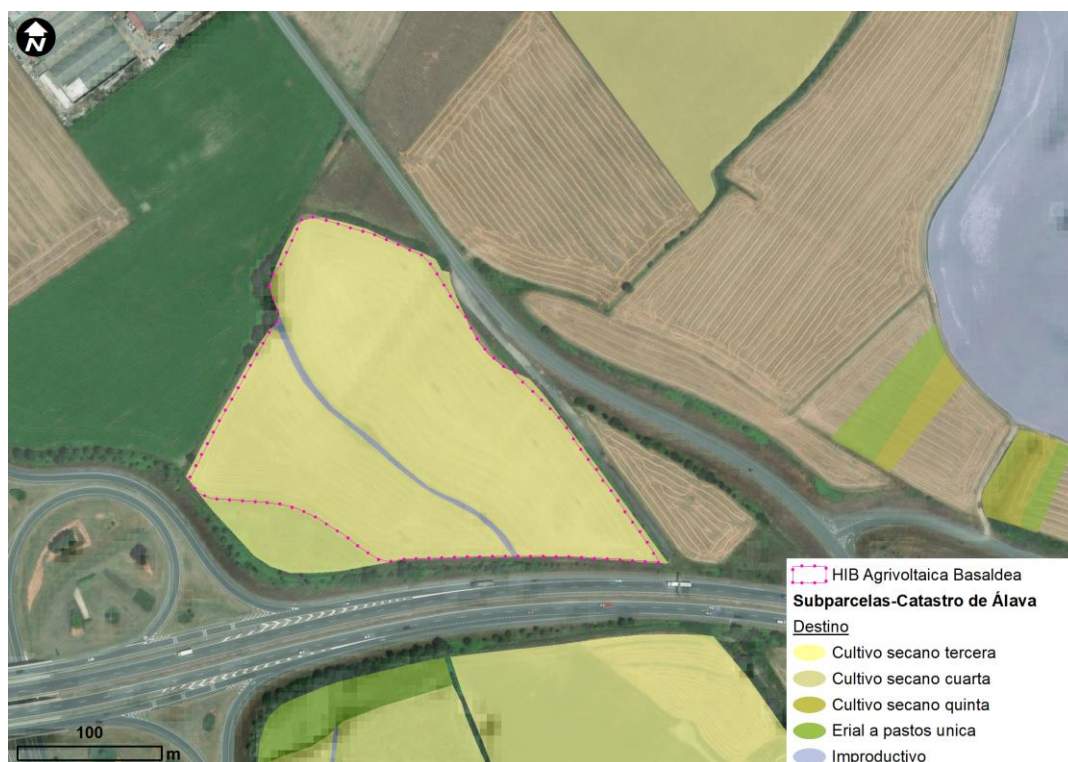 N
HIB Agrivoltaica Basaldea
Subparcelas-Catastro de Álava
Destino
Cultivo secano tercera
Cultivo secano cuarta
Cultivo secano quinta
Erial a pastos unica
Improductivo
100
m